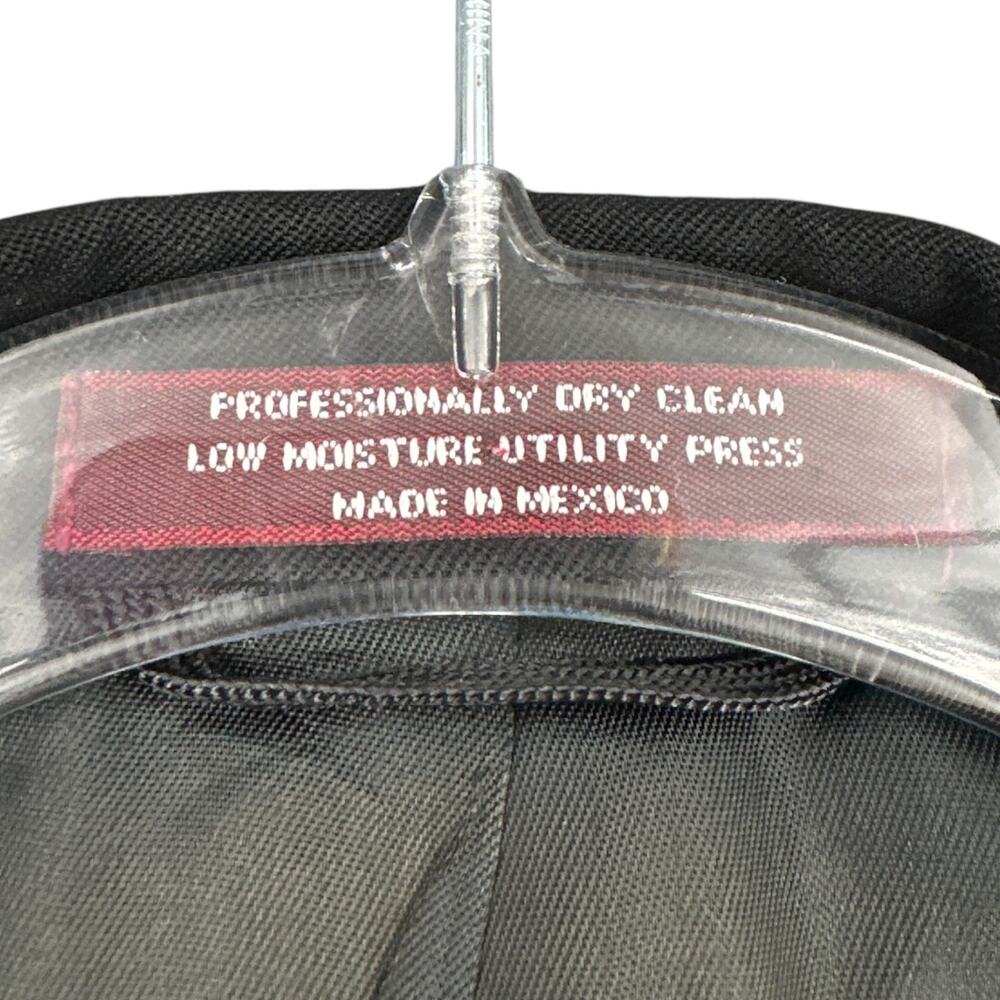 PROFESSIONALLY DRY CLEAN
LOW MOISTURE UTILITY PRESS
MADE IN MEXICO